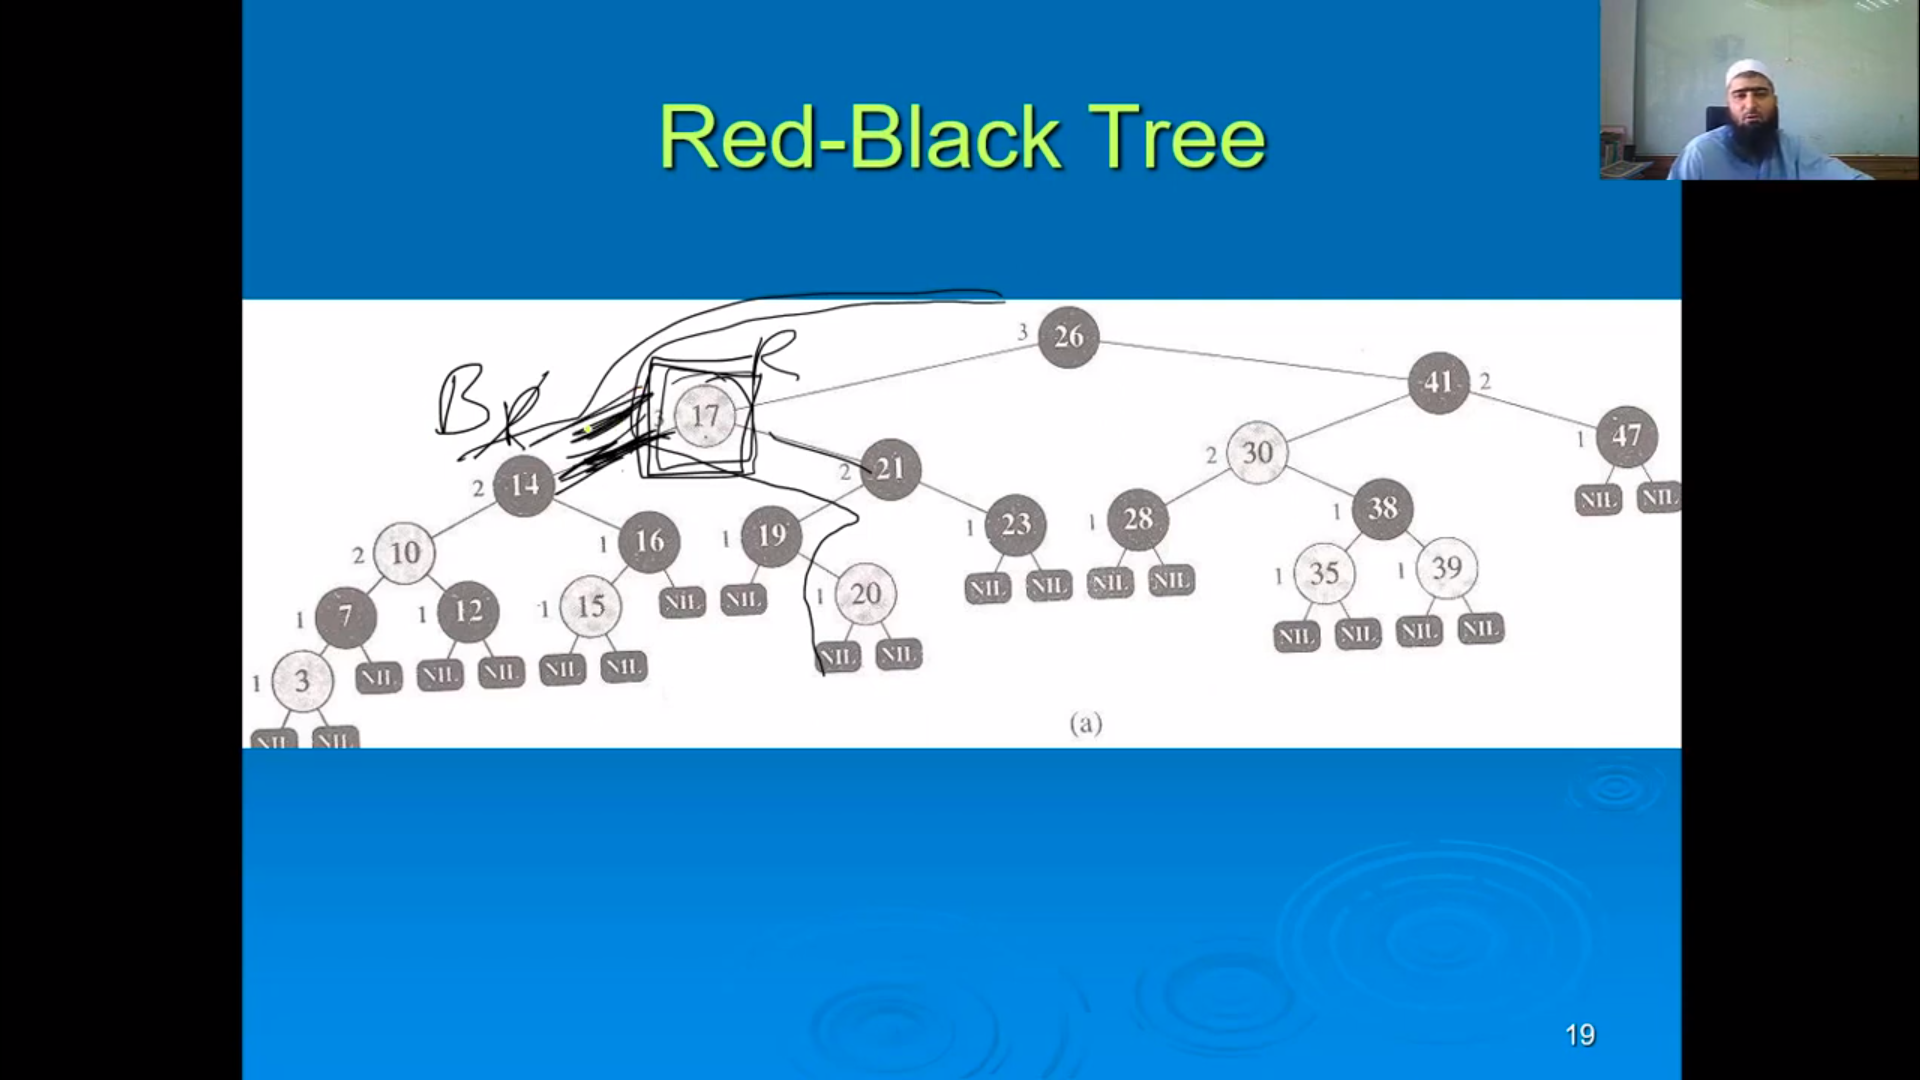 Red-Black Tree
3 26
R
B R
3 17
41 2
2 14
2 21
2 30
1 47
NIL NIL
2 10
1 16
1 19
1 23
1 28
1 38
1 7
1 12
1 15
NIL
NIL
1 20
NIL NIL
NIL NIL
1 35
1 39
1 3
NIL
NIL NIL
NIL NIL
NIL NIL
NIL NIL
NIL NIL
NIL NIL
(a)
19